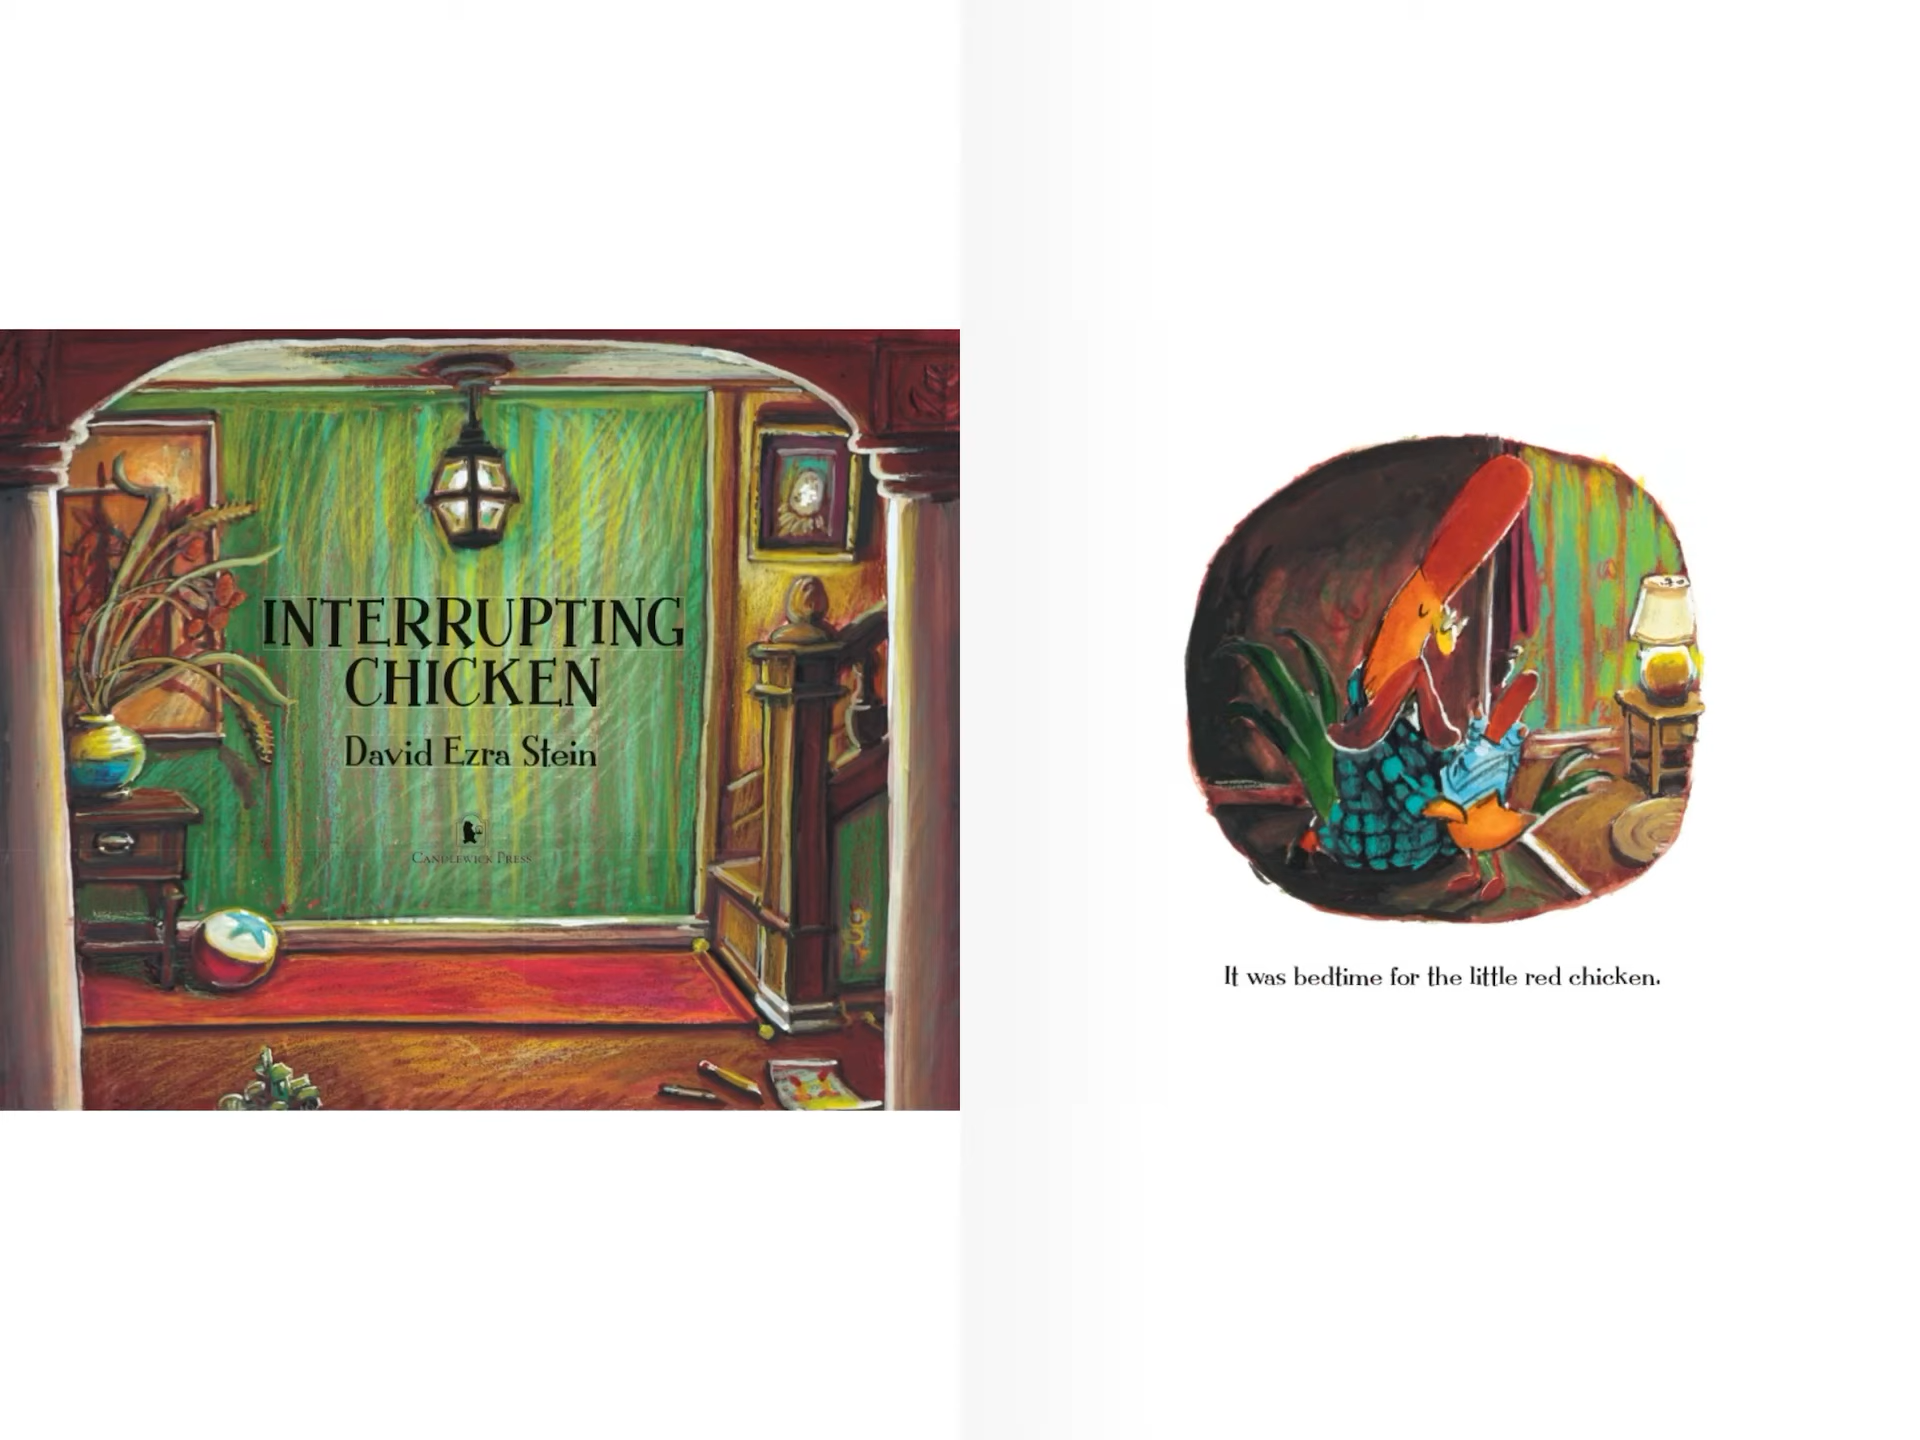 INTERRUPTING
CHICKEN
David Ezra Stein
CANDLEWICK PRESS
It was bedtime for the little red chicken.